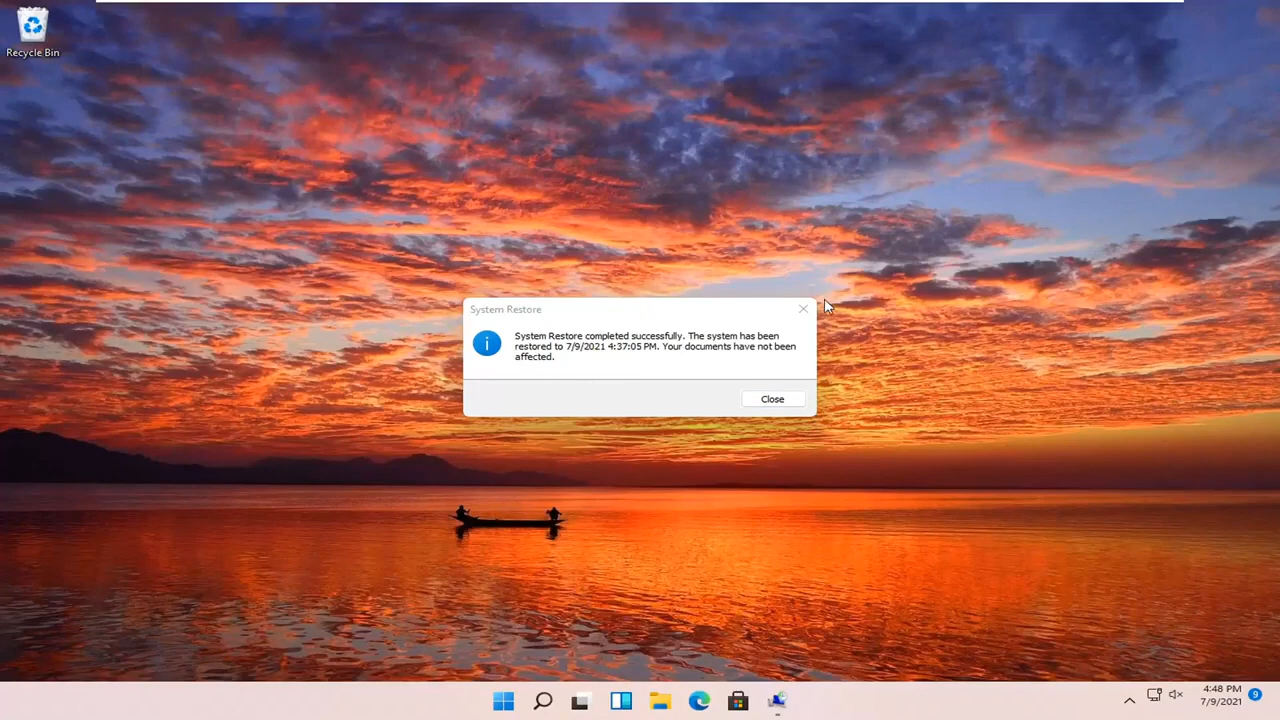 Recycle Bin
System Restore
System Restore completed successfully. The system has been
restored to 7/9/2021 4:37:05 PM. Your documents have not been
affected.
Close
4:48 PM
7/9/2021
9